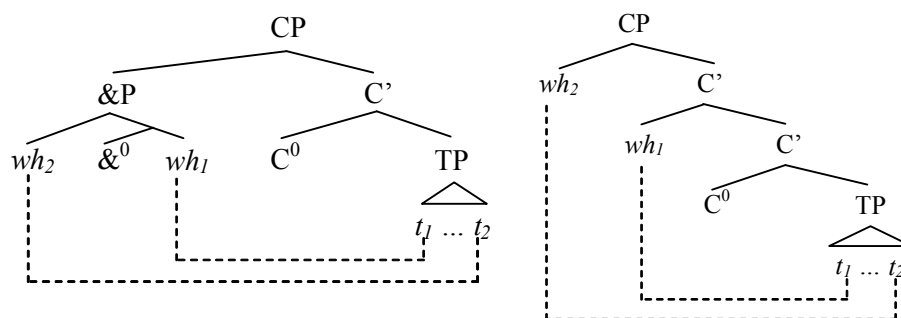 CP
&P C'
wh₂ &⁰ wh₁ C⁰ TP
t₁ ... t₂
CP
wh₂ C'
wh₁ C'
C⁰ TP
t₁ ... t₂